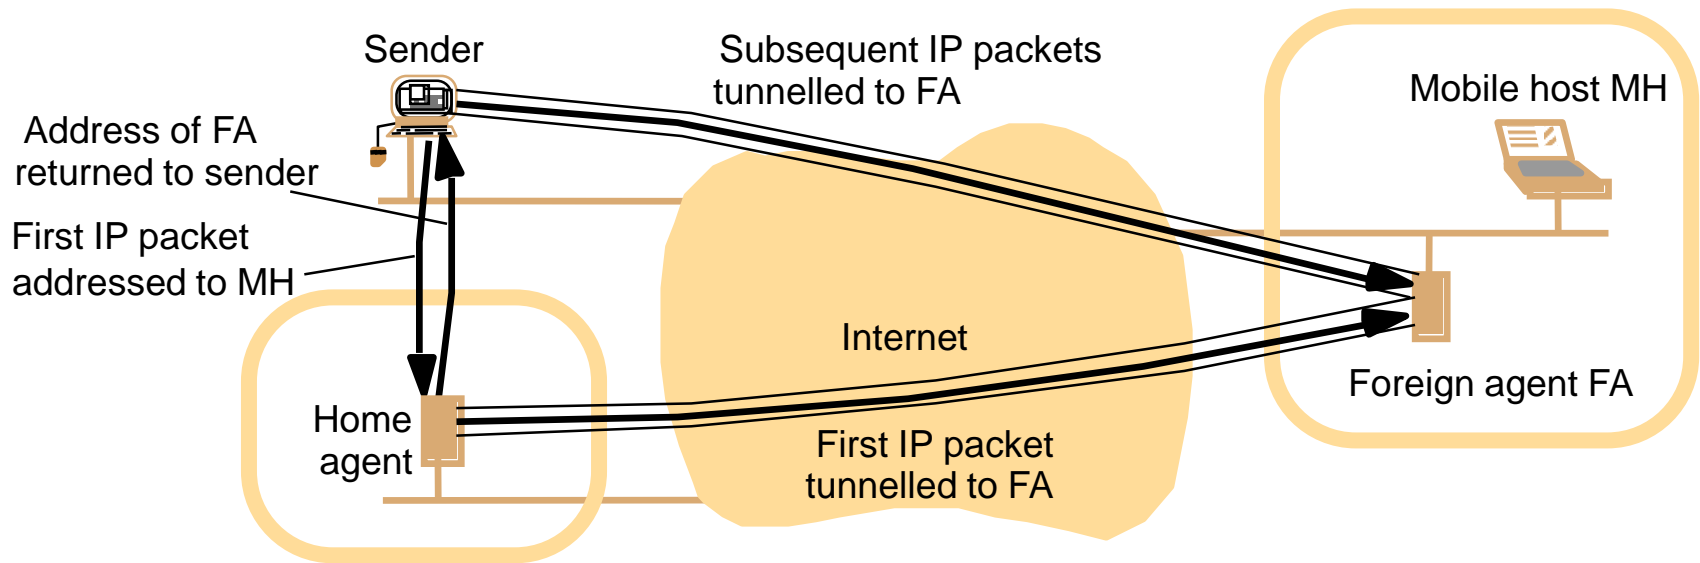 Sender
Subsequent IP packets
tunnelled to FA
Mobile host MH
Address of FA
returned to sender
First IP packet
addressed to MH
Internet
Foreign agent FA
Home
agent
First IP packet
tunnelled to FA